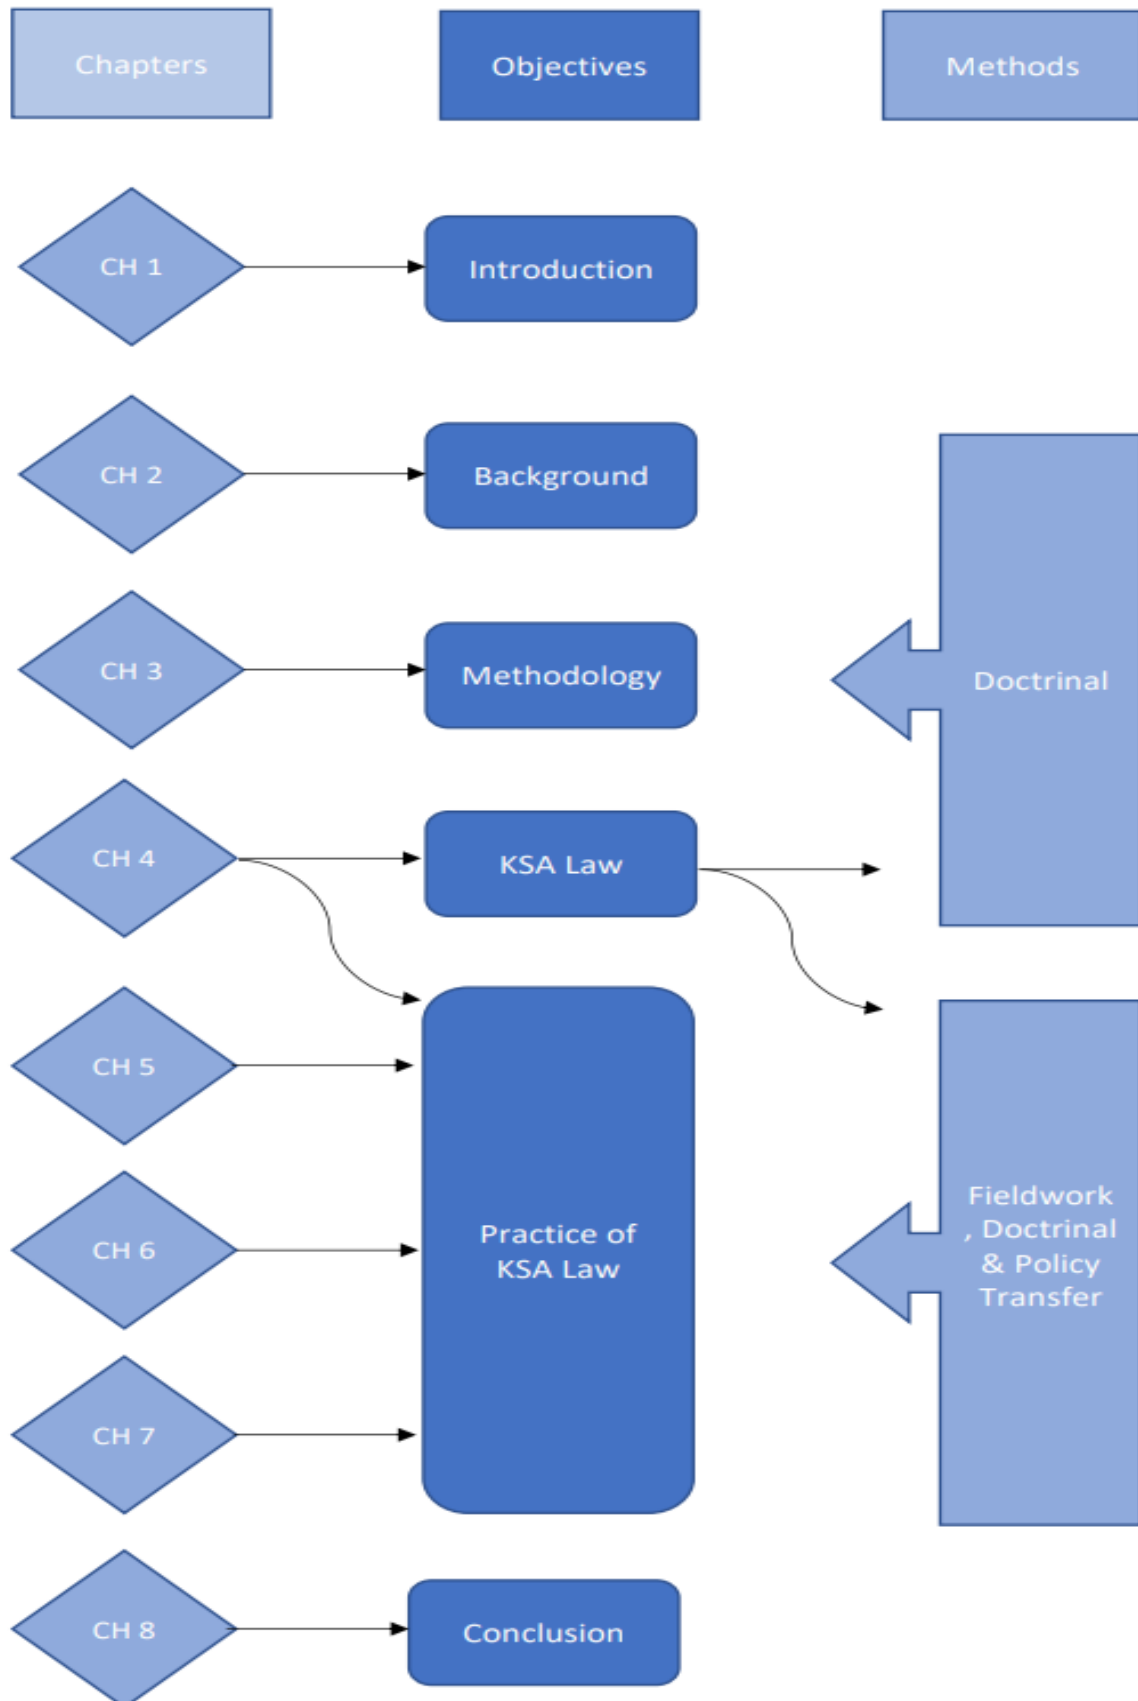 Chapters
Objectives
Methods
CH 1
Introduction
CH 2
Background
CH 3
Methodology
Doctrinal
CH 4
KSA Law
CH 5
CH 6
Practice of
KSA Law
Fieldwork
, Doctrinal
& Policy
Transfer
CH 7
CH 8
Conclusion